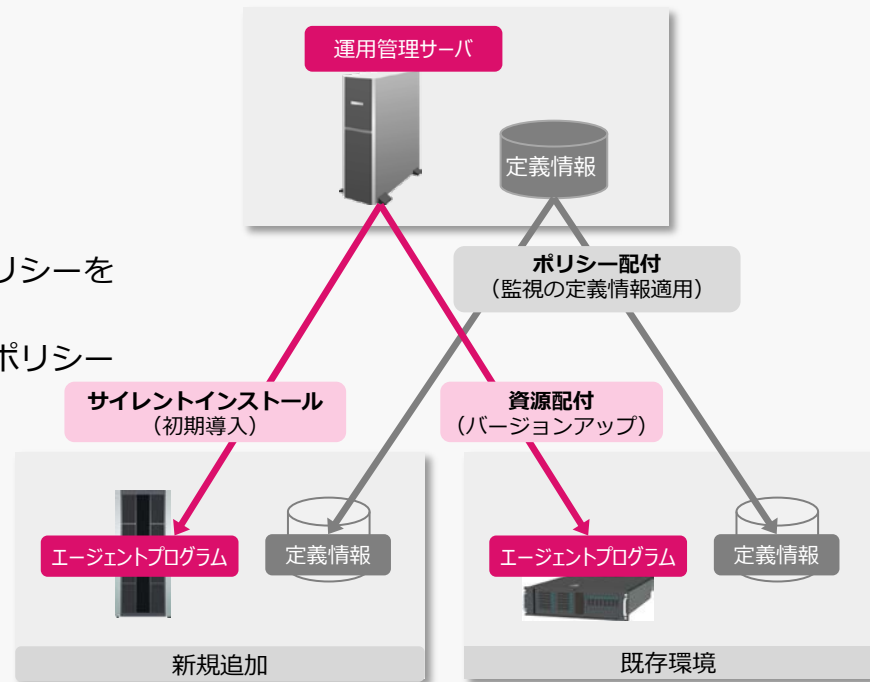 運用管理サーバ
定義情報
リシーを
ポリシー配付
（監視の定義情報適用）
ポリシー
サイレントインストール
（初期導入）
資源配付
（バージョンアップ）
エージェントプログラム
定義情報
エージェントプログラム
定義情報
新規追加
既存環境